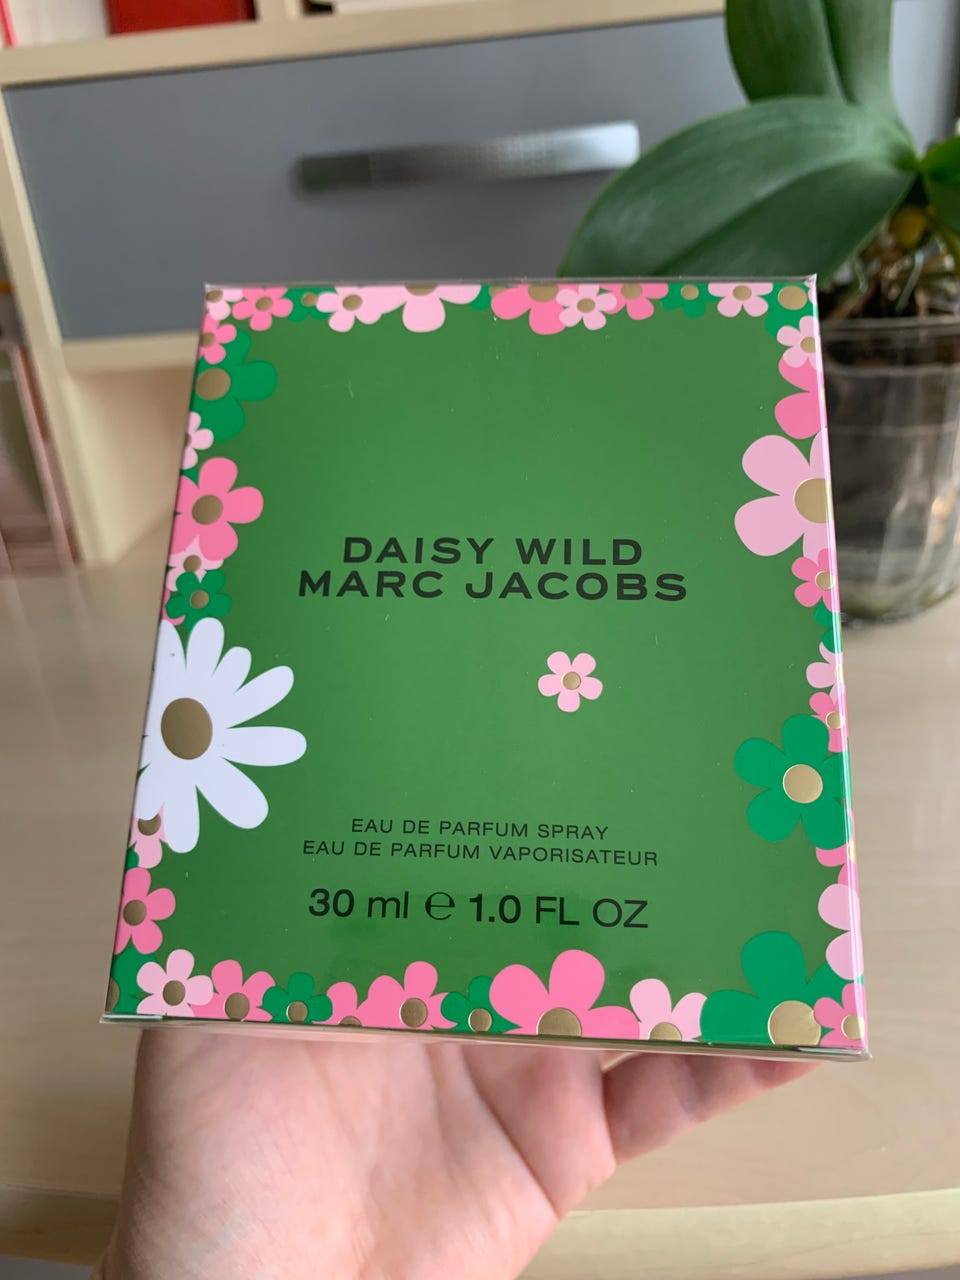 DAISY WILD
MARC JACOBS
EAU DE PARFUM SPRAY
EAU DE PARFUM VAPORISATEUR
30 ml ℮ 1.0 FL OZ